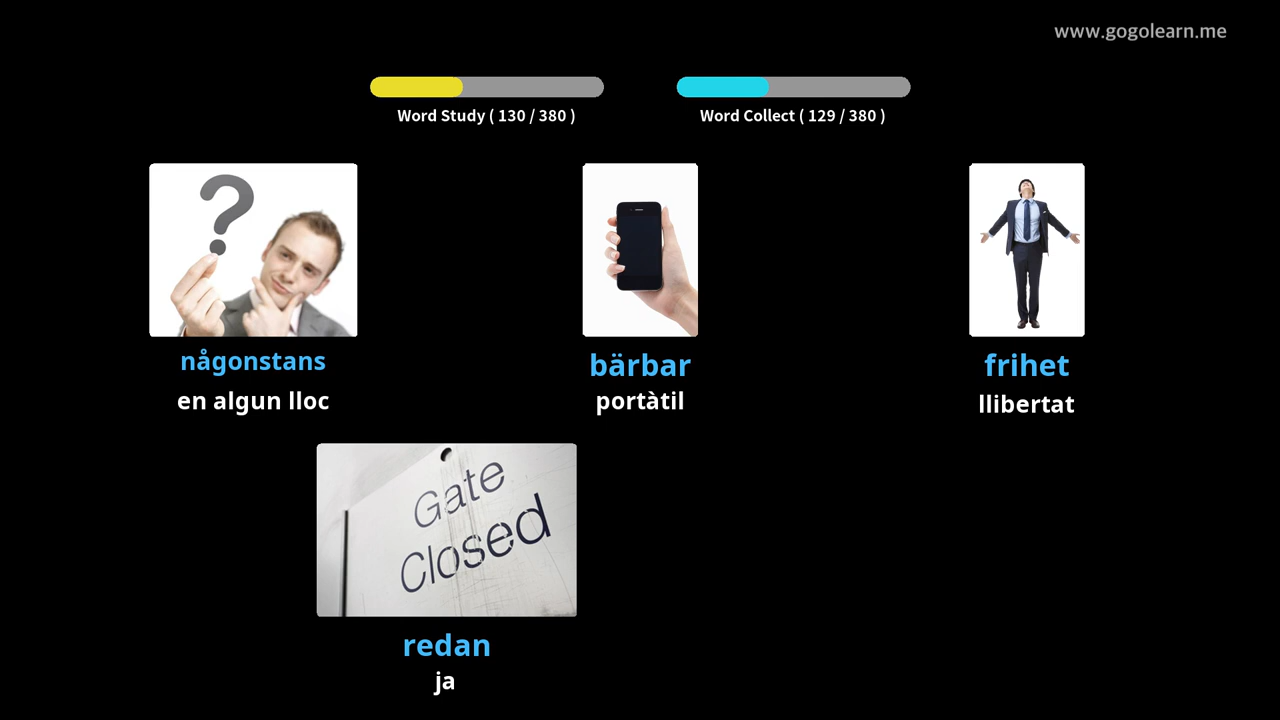 www.gogolearn.me
Word Study ( 130 / 380 )
Word Collect ( 129 / 380 )
någonstans
en algun lloc
bärbar
portàtil
frihet
llibertat
Gate
Closed
redan
ja